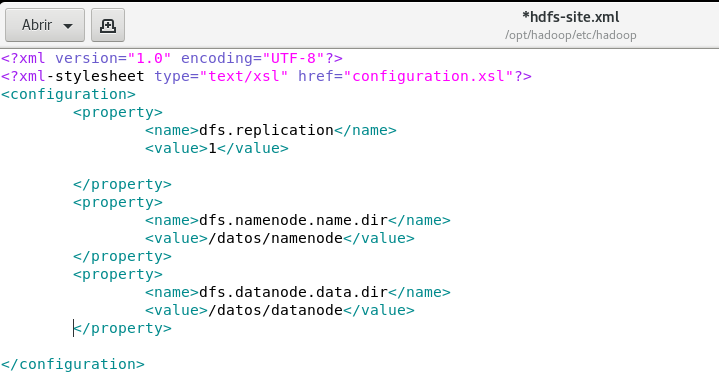 Abrir
*hdfs-site.xml
/opt/hadoop/etc/hadoop
<?xml version="1.0" encoding="UTF-8"?>
<?xml-stylesheet type="text/xsl" href="configuration.xsl"?>
<configuration>
        <property>
                <name>dfs.replication</name>
                <value>1</value>

        </property>
        <property>
                <name>dfs.namenode.name.dir</name>
                <value>/datos/namenode</value>
        </property>
        <property>
                <name>dfs.datanode.data.dir</name>
                <value>/datos/datanode</value>
        </property>

</configuration>